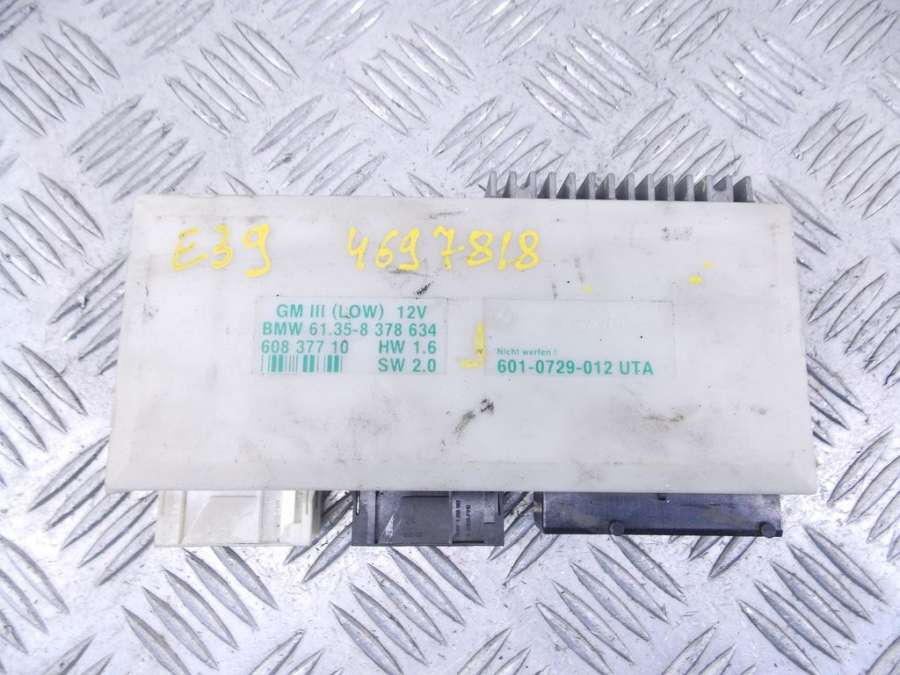 E39 4697818
GM III (LOW) 12V
BMW 61.35-8 378 634
608 377 10 HW 1.6
SW 2.0
Nicht werfen !
601-0729-012 UTA